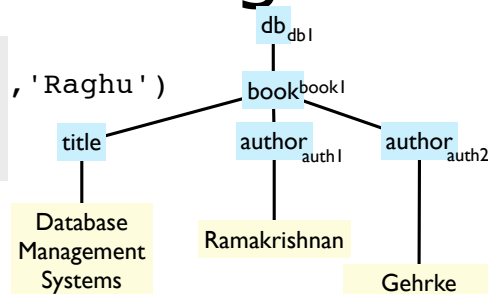 db db1
,'Raghu')
book book1
title
author auth1
author auth2
Database
Management
Systems
Ramakrishnan
Gehrke